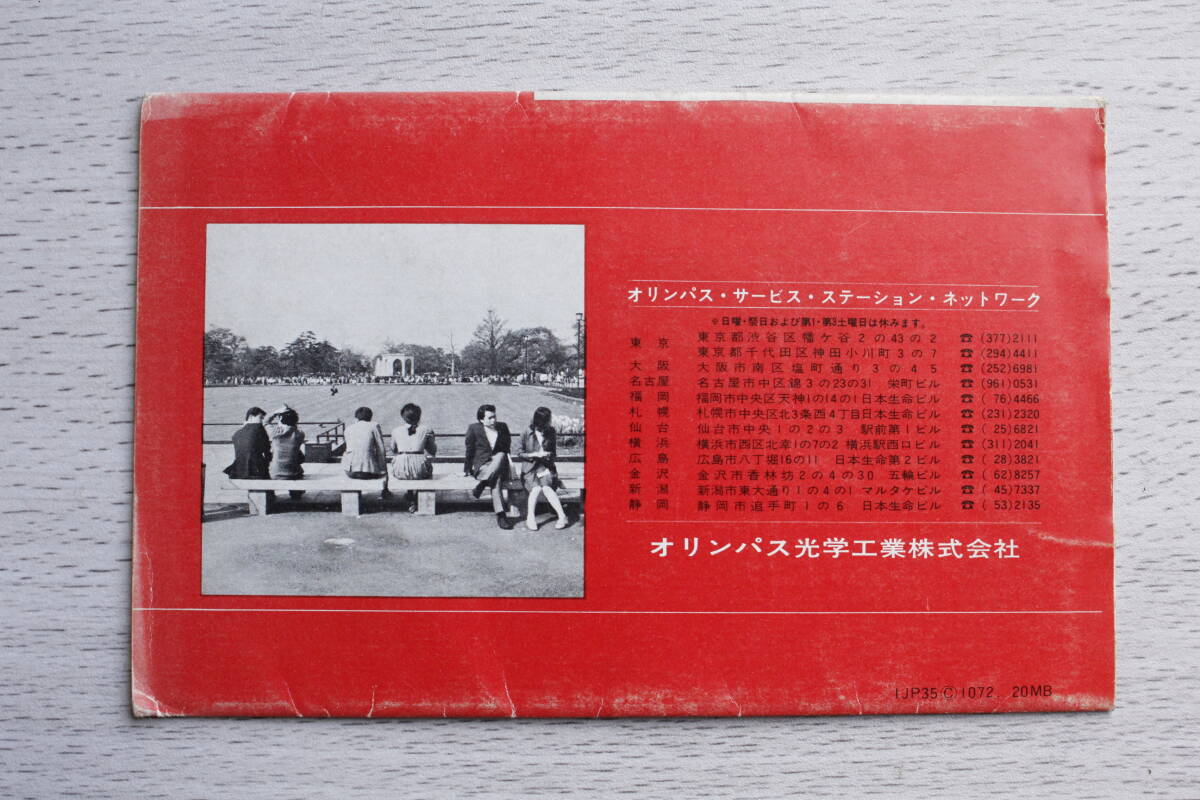 オリンパス・サービス・ステーション・ネットワーク
※日曜・祭日および第1・第3土曜日は休みます。
東京 東京都渋谷区幡ケ谷2の43の2 ☎(377)2111
東京都千代田区神田小川町3の7 ☎(294)4411
大阪 大阪市南区塩町通り3の45 ☎(252)6981
名古屋 名古屋市中区錦3の23の31 栄町ビル ☎(961)0531
福岡 福岡市中央区天神1の14の1日本生命ビル ☎( 76)4466
札幌 札幌市中央区北3条西4丁目日本生命ビル ☎(231)2320
仙台 仙台市中央1の2の3 駅前第1ビル ☎( 25)6821
横浜 横浜市西区北幸1の7の2 横浜駅西口ビル ☎(311)2041
広島 広島市八丁堀16の11 日本生命第2ビル ☎( 28)3821
金沢 金沢市香林坊2の4の30 五輪ビル ☎( 62)8257
新潟 新潟市東大通り1の4の1 マルタケビル ☎( 45)7337
静岡 静岡市追手町1の6 日本生命ビル ☎( 53)2135
オリンパス光学工業株式会社
1JP35Ⓒ1072. 20MB